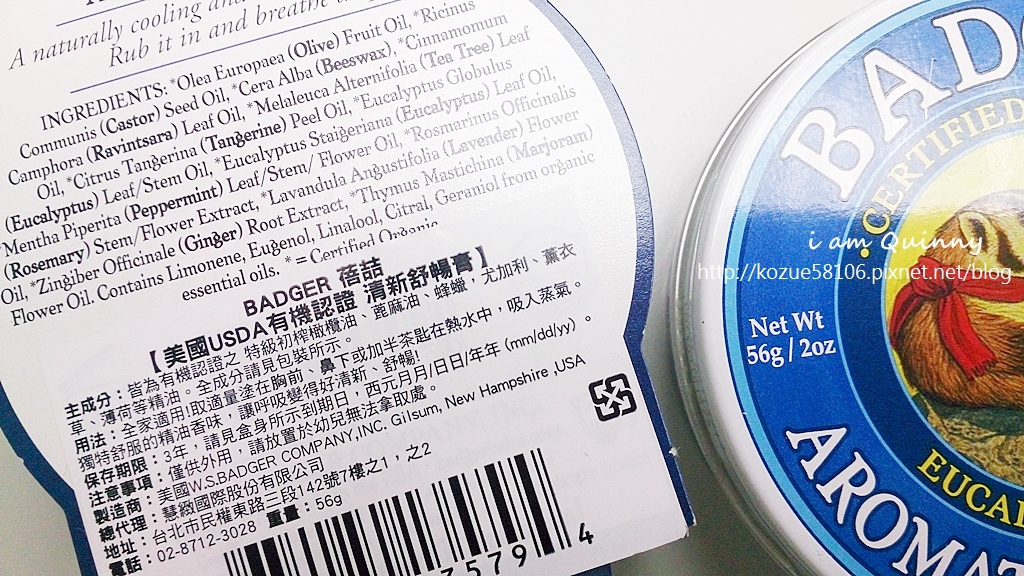 A naturally cooling and
Rub it in and breathe
INGREDIENTS: *Olea Europaea (Olive) Fruit Oil, *Ricinus
Communis (Castor) Seed Oil, *Cera Alba (Beeswax), *Cinnamomum
Camphora (Ravintsara) Leaf Oil, *Melaleuca Alternifolia (Tea Tree) Leaf
Oil, *Citrus Tangerina (Tangerine) Peel Oil, *Eucalyptus Globulus
(Eucalyptus) Leaf/Stem Oil, *Eucalyptus Staigeriana (Eucalyptus) Leaf Oil,
*Mentha Piperita (Peppermint) Leaf/Stem/ Flower Oil, *Rosmarinus Officinalis
(Rosemary) Stem/Flower Extract, *Lavandula Angustifolia (Lavender) Flower
Oil, *Zingiber Officinale (Ginger) Root Extract, *Thymus Mastichina (Marjoram)
Flower Oil. Contains Limonene, Eugenol, Linalool, Citral, Geraniol from organic
essential oils. *=Certified Organic
BADGER 蓓喆
【美國USDA有機認證 清新舒暢膏】
主成分：皆為有機認證之 特級初榨橄欖油、蓖麻油、蜂蠟，尤加利、薰衣
草、薄荷等精油。全成分請見包裝所示。
用法：全家適用!取適量塗在胸前、鼻下或加半茶匙在熱水中，吸入蒸氣。
獨特舒服的精油香味，讓呼吸變得好清新、舒暢!
保存期限：3年，請見盒身所示到期日，西元月月/日日/年年 (mm/dd/yy) 。
注意事項：僅供外用，請放置於幼兒無法拿取處。
製造商：美國W.S.BADGER COMPANY,INC. Gilsum, New Hampshire ,USA
總代理：慧緻國際股份有限公司
地址：台北市民權東路三段142號7樓之1，之2
電話：02-8712-3028 重量：56g
3579 4
BAD
CERTIFIED
Net Wt
56g / 2oz
EUCAL
AROMAT
i am Quinny
http://kozue58106.pixnet.net/blog